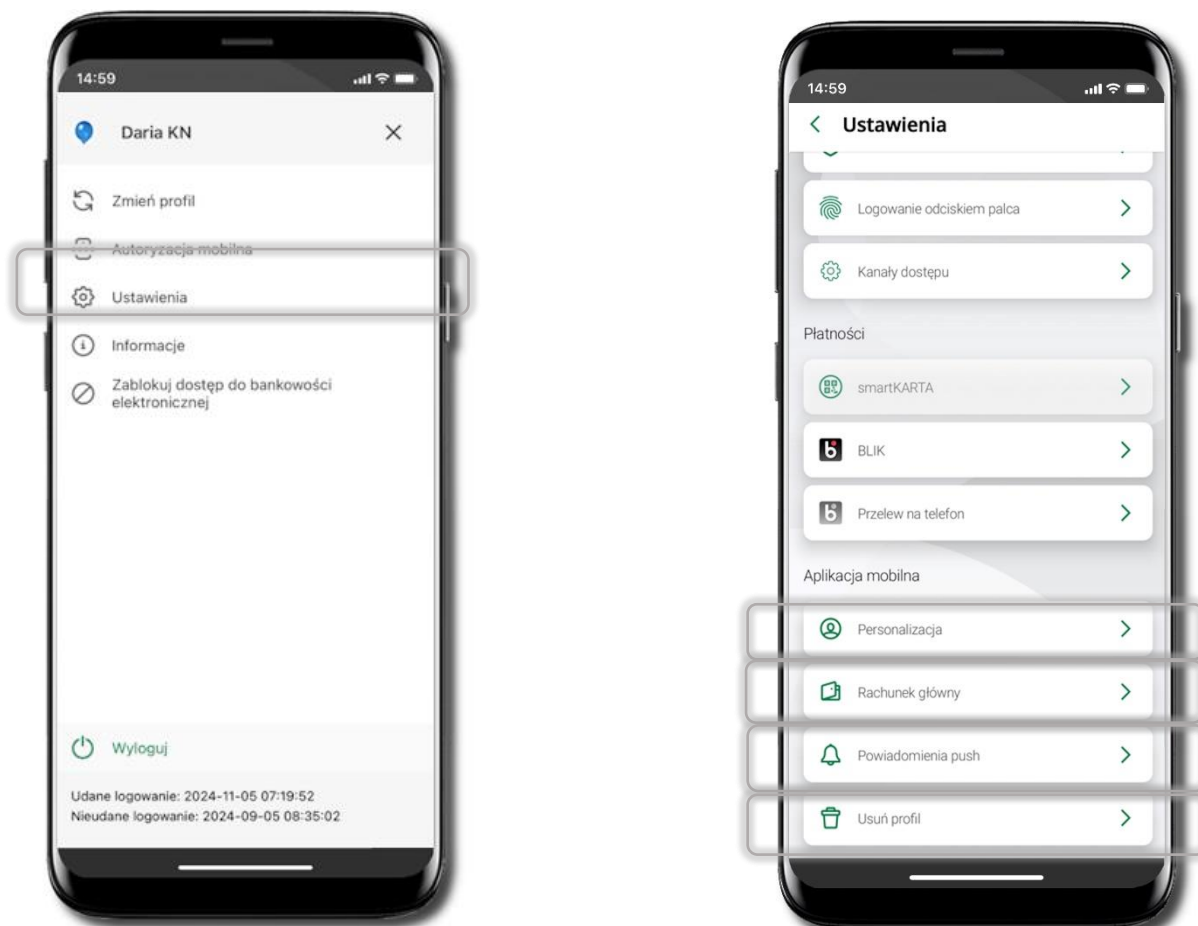 14:59
Daria KN
Zmień profil
Autoryzacja mobilna
Ustawienia
Informacje
Zablokuj dostęp do bankowości
elektronicznej
Wyloguj
Udane logowanie: 2024-11-05 07:19:52
Nieudane logowanie: 2024-09-05 08:35:02
14:59
Ustawienia
Logowanie odciskiem palca
Kanały dostępu
Płatności
smartKARTA
BLIK
Przelew na telefon
Aplikacja mobilna
Personalizacja
Rachunek główny
Powiadomienia push
Usuń profil